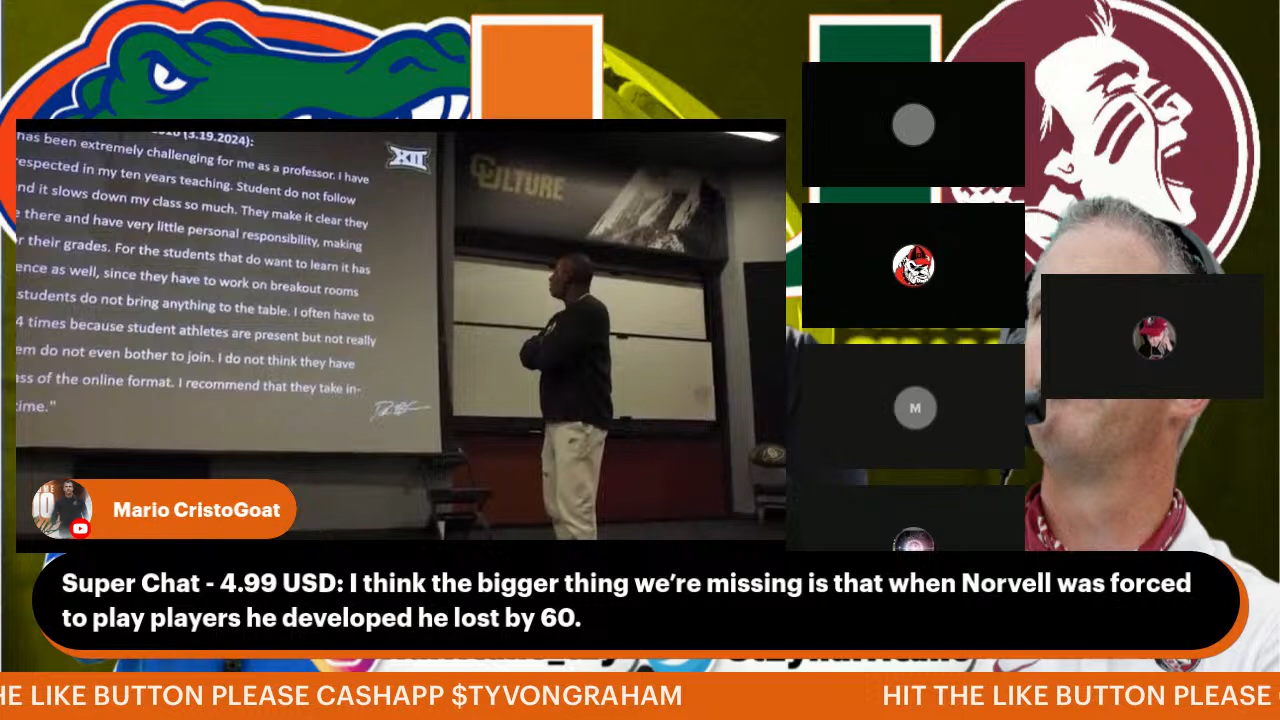 (3.19.2024):
has been extremely challenging for me as a professor. I have
respected in my ten years teaching. Student do not follow
nd it slows down my class so much. They make it clear they
there and have very little personal responsibility, making
r their grades. For the students that do want to learn it has
ence as well, since they have to work on breakout rooms
students do not bring anything to the table. I often have to
4 times because student athletes are present but not really
em do not even bother to join. I do not think they have
ass of the online format. I recommend that they take in-
time."
XII
CULTURE
M
Mario CristoGoat
Super Chat - 4.99 USD: I think the bigger thing we're missing is that when Norvell was forced
to play players he developed he lost by 60.
HE LIKE BUTTON PLEASE CASHAPP $TYVONGRAHAM HIT THE LIKE BUTTON PLEASE